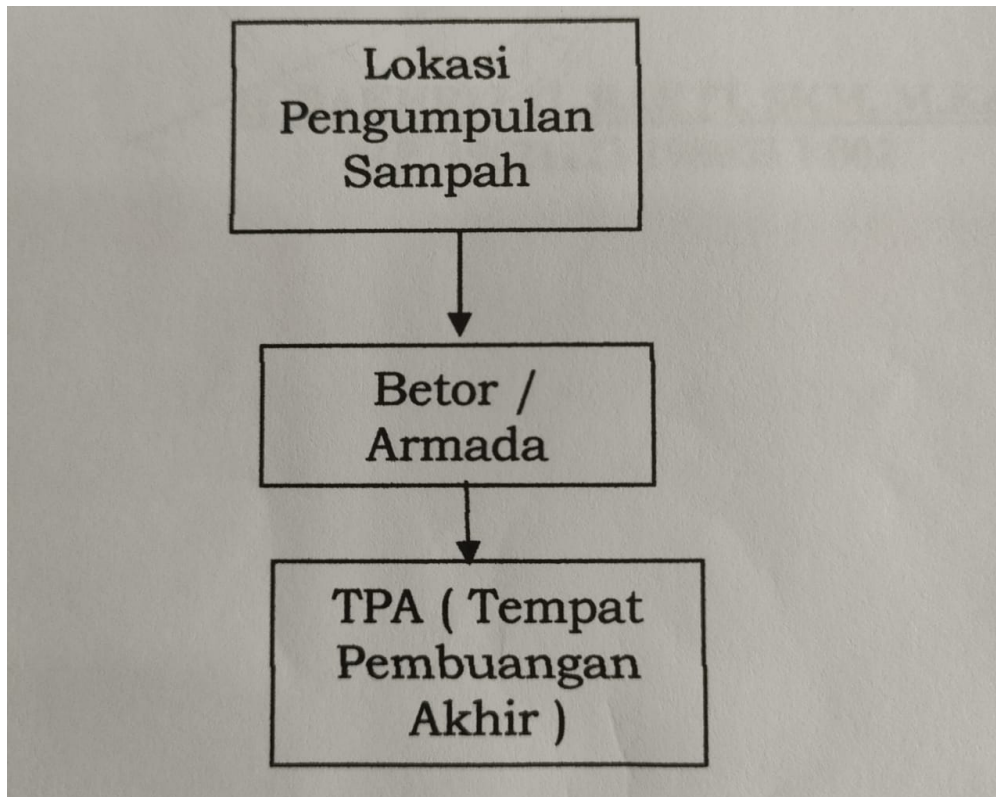 Lokasi
Pengumpulan
Sampah
Betor /
Armada
TPA ( Tempat
Pembuangan
Akhir )